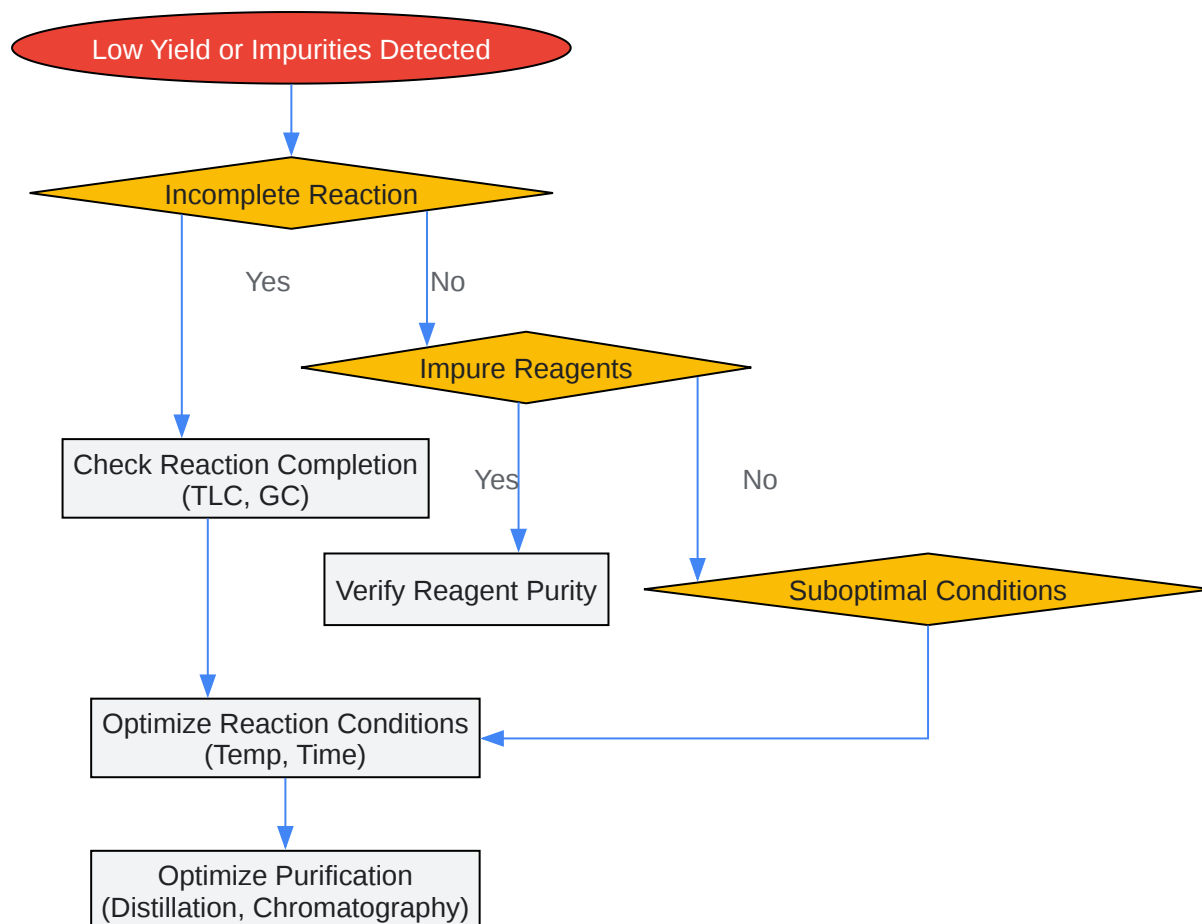 Low Yield or Impurities Detected
Incomplete Reaction
Yes
No
Impure Reagents
Check Reaction Completion
(TLC, GC)
Yes
No
Verify Reagent Purity
Suboptimal Conditions
Optimize Reaction Conditions
(Temp, Time)
Optimize Purification
(Distillation, Chromatography)